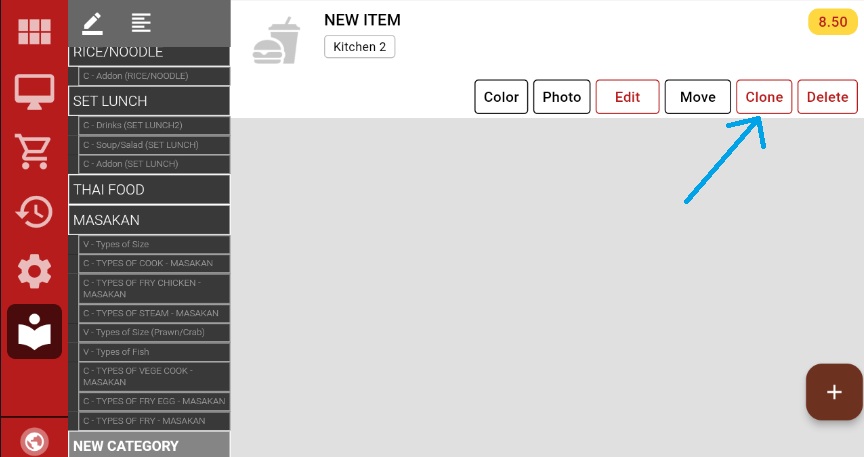 RICE/NOODLE
C - Addon (RICE/NOODLE)
SET LUNCH
C - Drinks (SET LUNCH2)
C - Soup/Salad (SET LUNCH)
C - Addon (SET LUNCH)
THAI FOOD
MASAKAN
V - Types of Size
C - TYPES OF COOK - MASAKAN
C - TYPES OF FRY CHICKEN -
MASAKAN
C - TYPES OF STEAM - MASAKAN
V - Types of Size (Prawn/Crab)
V - Types of Fish
C - TYPES OF VEGE COOK -
MASAKAN
C - TYPES OF FRY EGG - MASAKAN
C - TYPES OF FRY - MASAKAN
NEW CATEGORY
NEW ITEM
8.50
Kitchen 2
Color Photo Edit Move Clone Delete
+